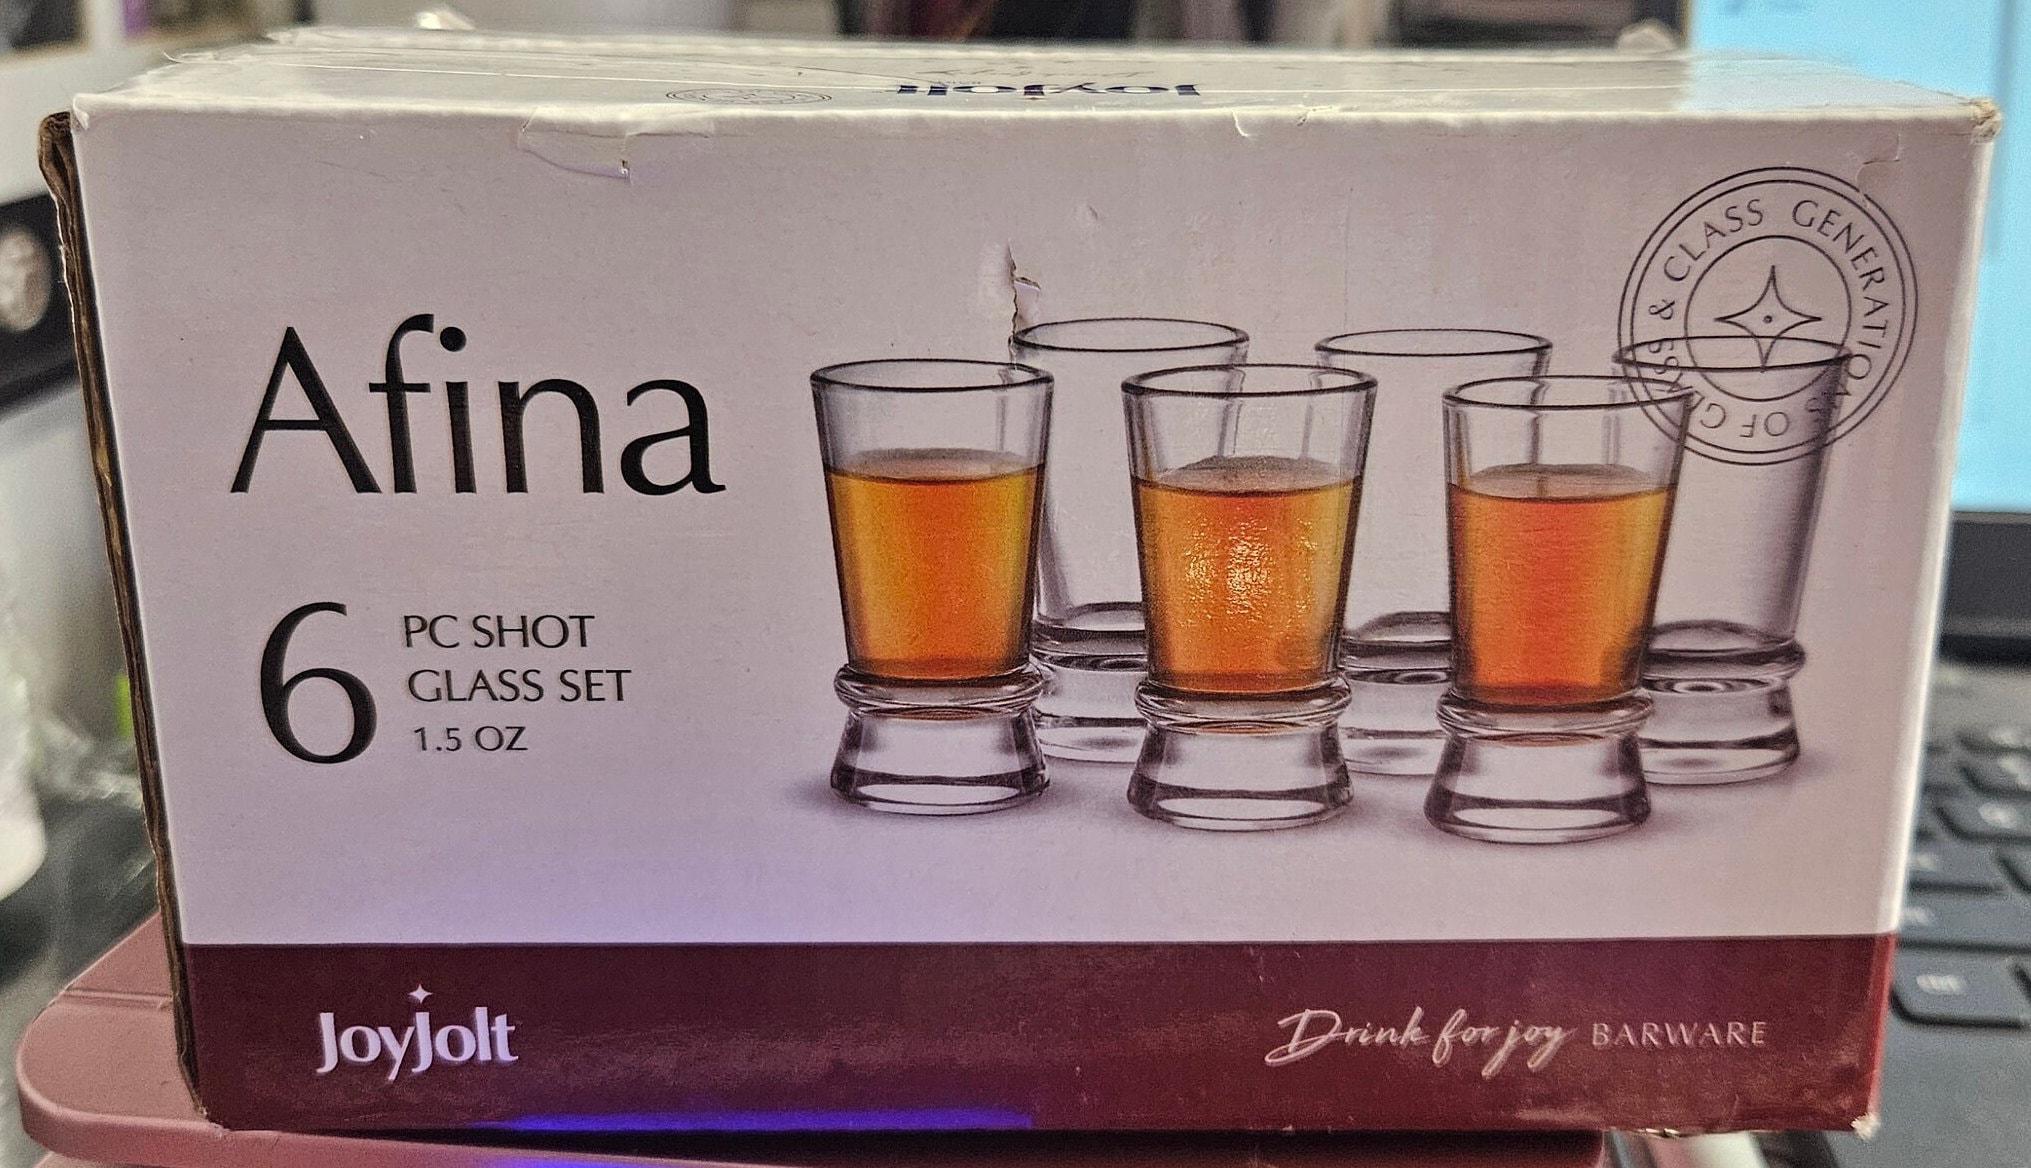 JoyJolt
Afina
6
PC SHOT
GLASS SET
1.5 OZ
GENERATIONS OF GLASS & CLASS
JoyJolt
Drink for joy BARWARE